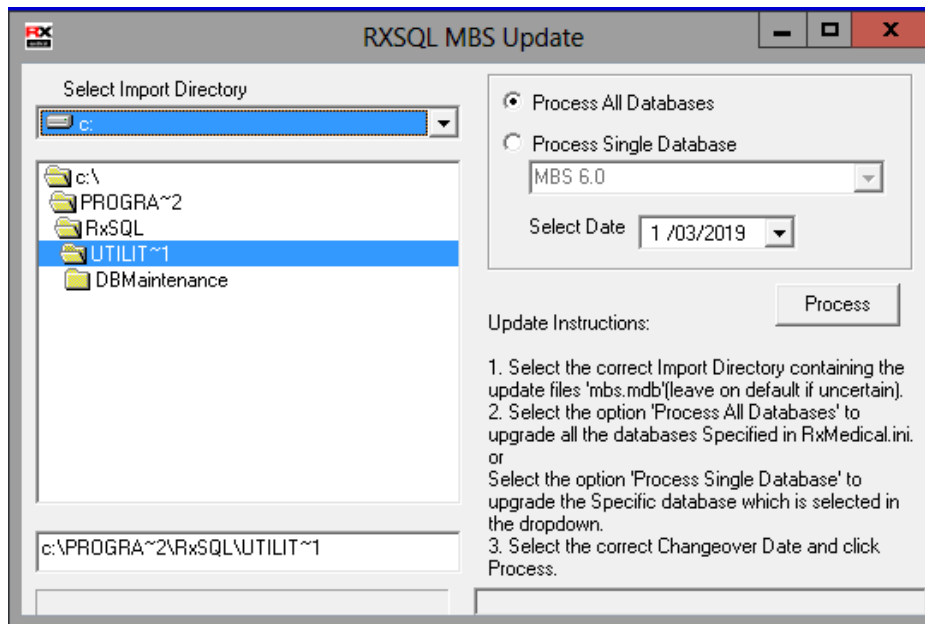 RXSQL MBS Update
Select Import Directory
c:
c:\
PROGRA~2
RxSQL
UTILIT~1
DBMaintenance
c:\PROGRA~2\RxSQL\UTILIT~1
Process All Databases
Process Single Database
MBS 6.0
Select Date 1 /03/2019
Process
Update Instructions:
1. Select the correct Import Directory containing the
update files 'mbs.mdb'(leave on default if uncertain).
2. Select the option 'Process All Databases' to
upgrade all the databases Specified in RxMedical.ini.
or
Select the option 'Process Single Database' to
upgrade the Specific database which is selected in
the dropdown.
3. Select the correct Changeover Date and click
Process.